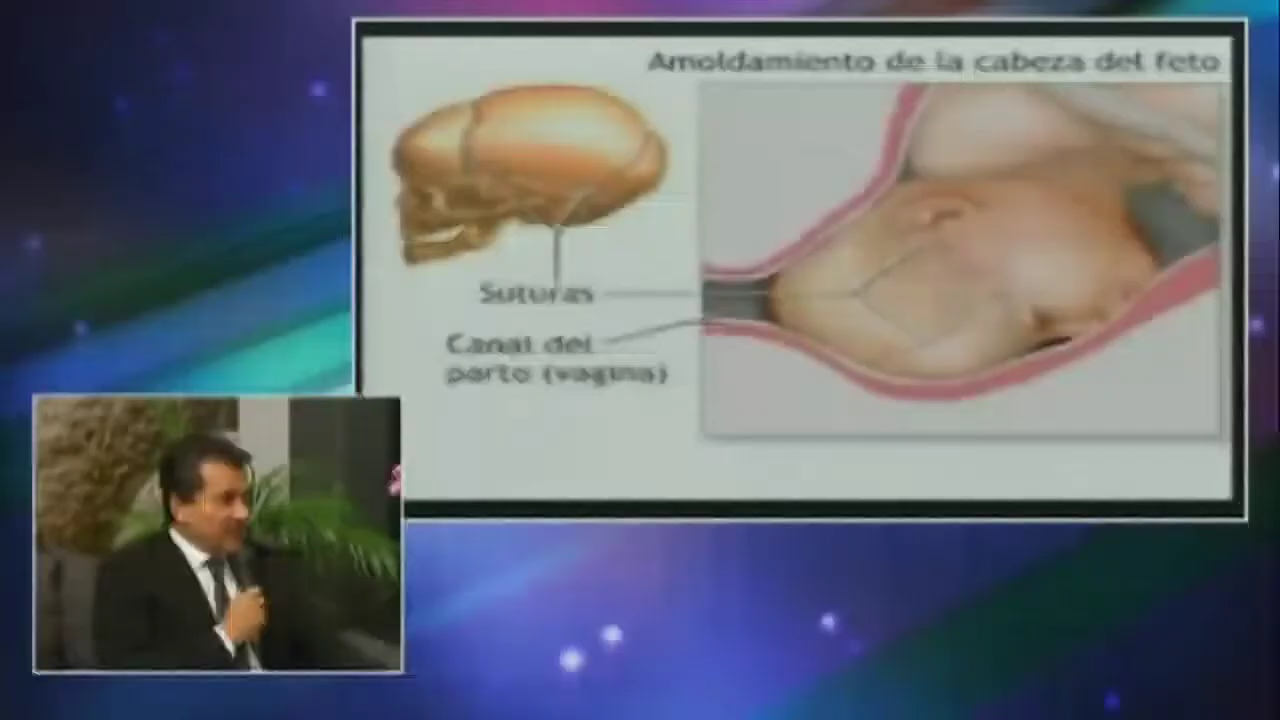 Amoldamiento de la cabeza del feto
Suturas
Canal del
parto (vagina)